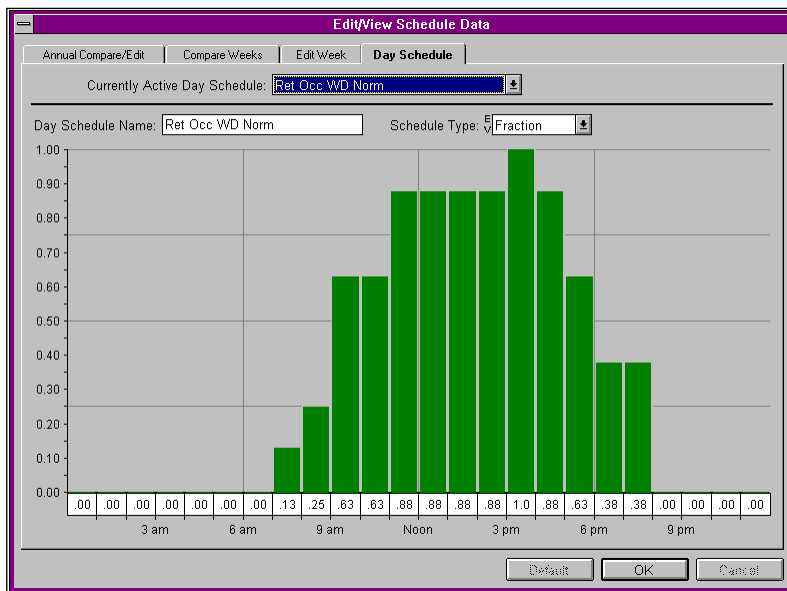 Edit/View Schedule Data
Annual Compare/Edit Compare Weeks Edit Week Day Schedule
Currently Active Day Schedule: Ret Occ WD Norm
Day Schedule Name: Ret Occ WD Norm Schedule Type: E V Fraction
1.00
0.90
0.80
0.70
0.60
0.50
0.40
0.30
0.20
0.10
0.00
.00 .00 .00 .00 .00 .00 .00 .13 .25 .63 .63 .88 .88 .88 .88 1.0 .88 .63 .38 .38 .00 .00 .00 .00
3 am 6 am 9 am Noon 3 pm 6 pm 9 pm
Default OK Cancel